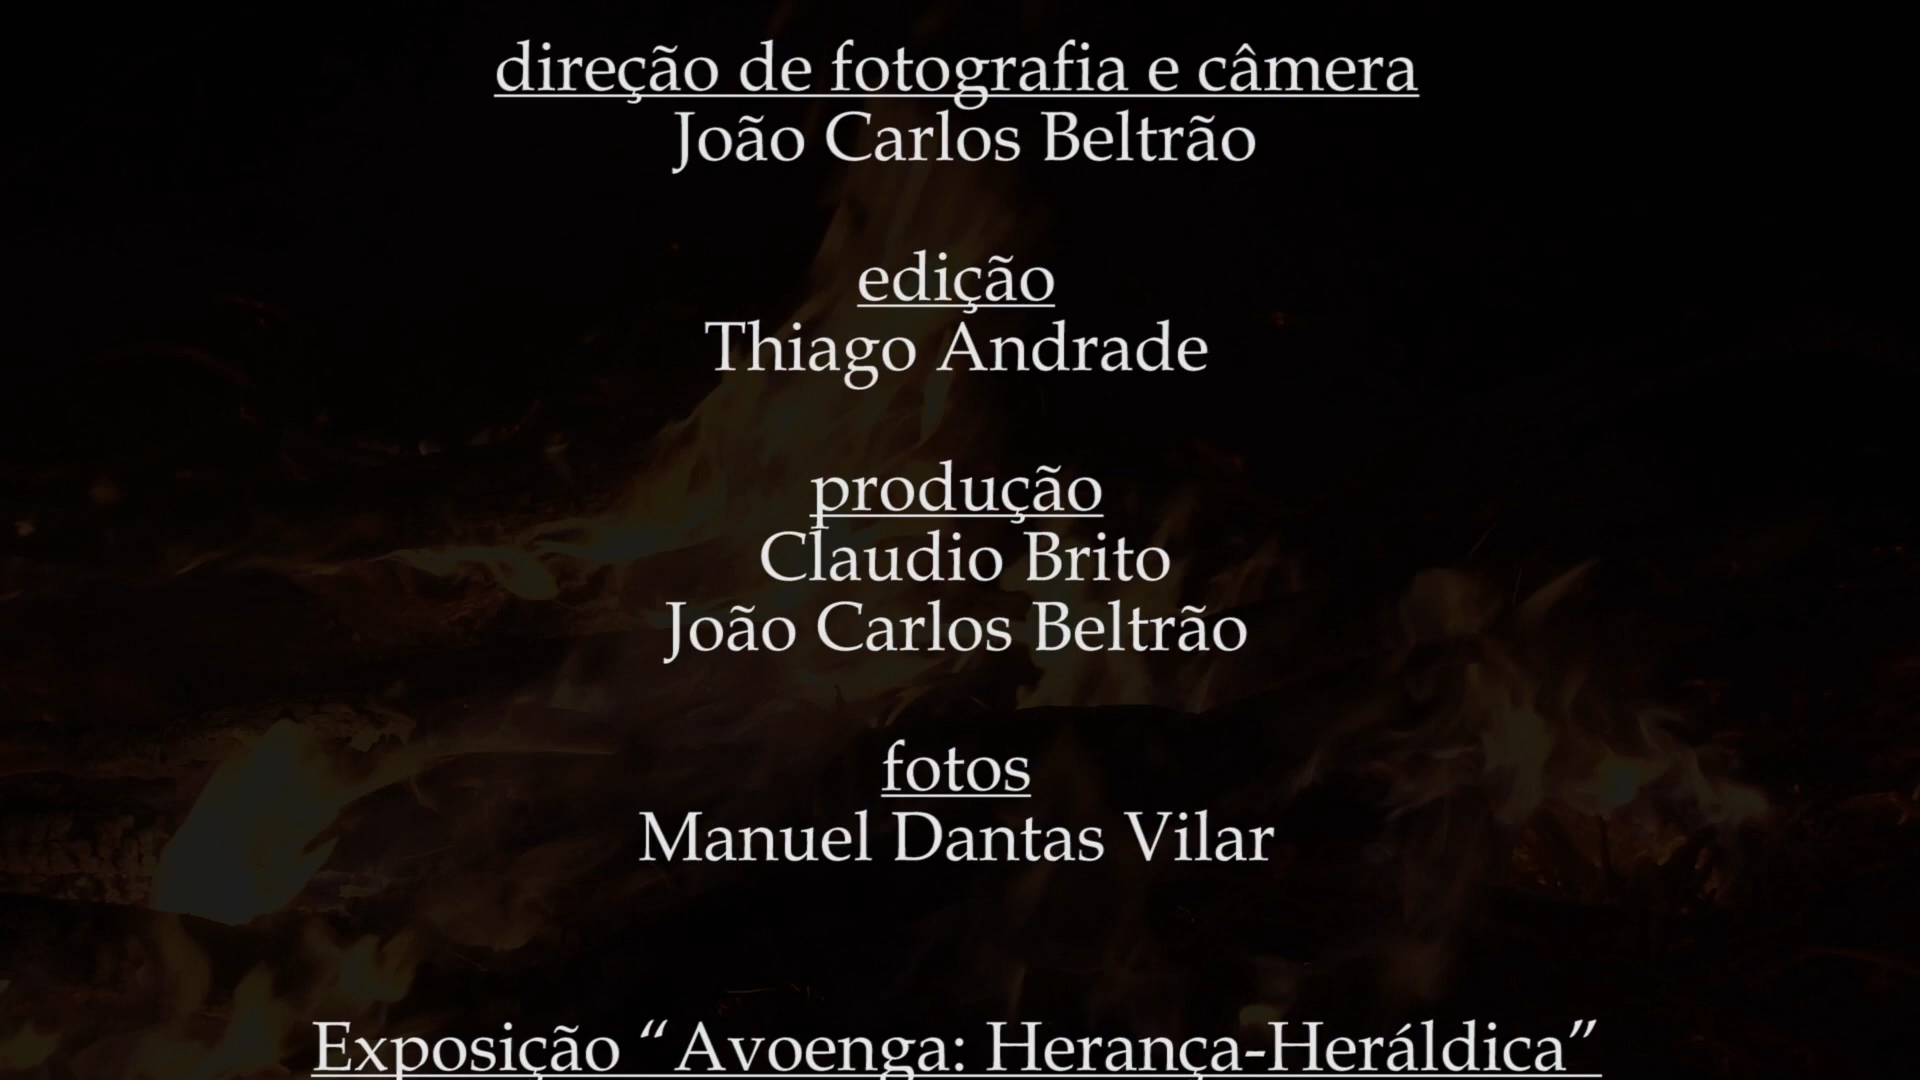 direção de fotografia e câmera
João Carlos Beltrão
edição
Thiago Andrade
produção
Claudio Brito
João Carlos Beltrão
fotos
Manuel Dantas Vilar
Exposição “Avoenga: Herança-Heráldica”